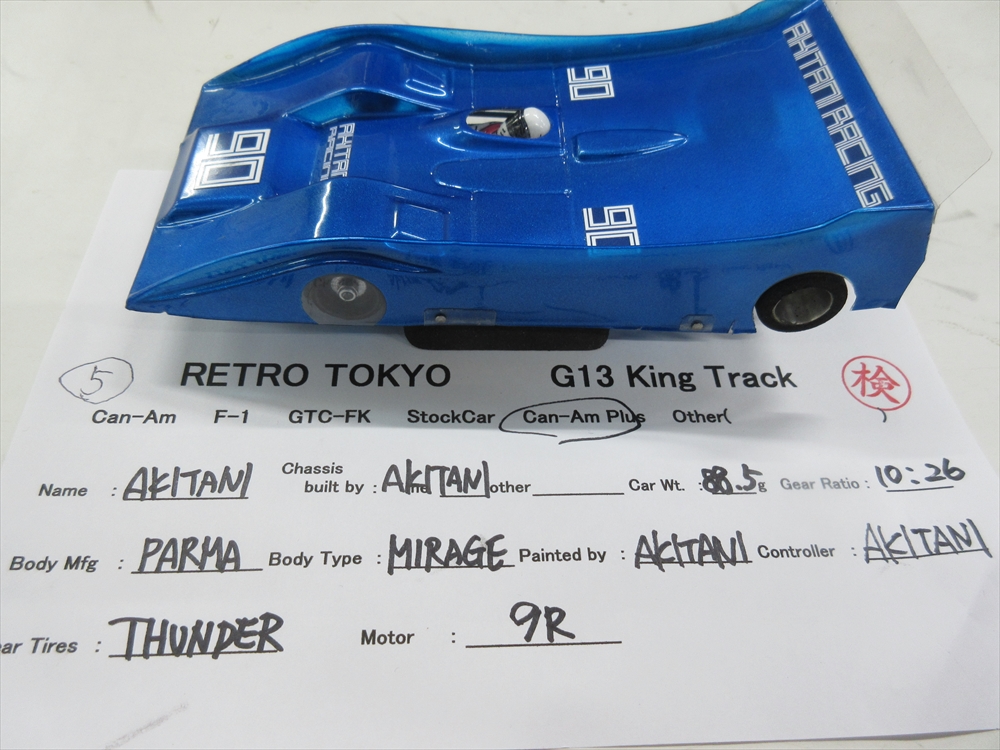 90
AKITANI RACING
90
AKITANI RACING
90
5 RETRO TOKYO G13 King Track 検
Can-Am F-1 GTC-FK StockCar Can-Am Plus Other( )
Name : AKITANI Chassis built by : AKITANI other Car Wt. : 88.5g Gear Ratio : 10:26
Body Mfg : PARMA Body Type : MIRAGE Painted by : AKITANI Controller : AKITANI
ar Tires : THUNDER Motor : 9R